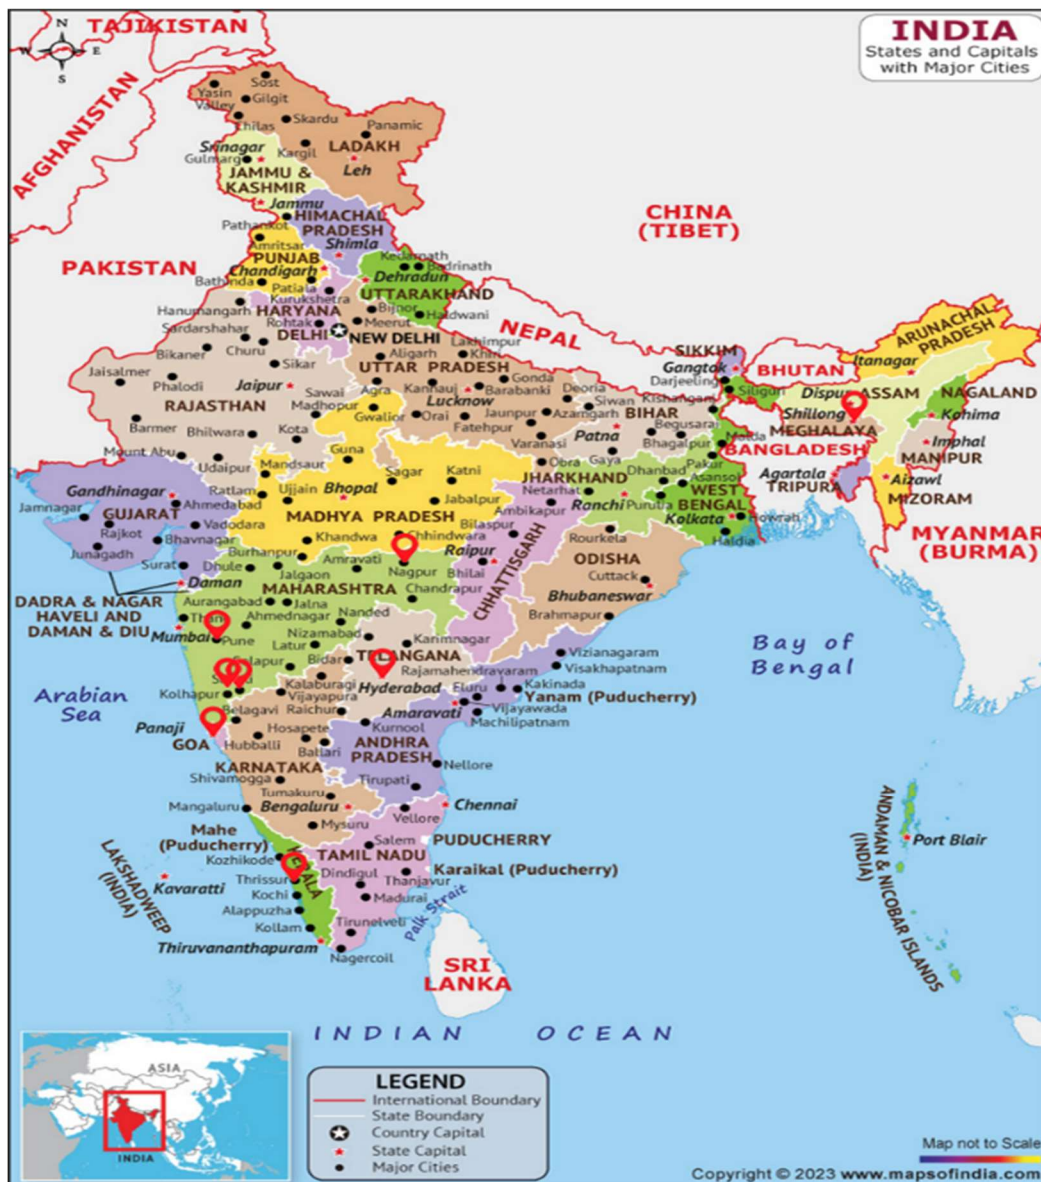 INDIA
States and Capitals
with Major Cities
N
W
E
S
TAJIKISTAN
AFGHANISTAN
PAKISTAN
CHINA
(TIBET)
NEPAL
BHUTAN
BANGLADESH
MYANMAR
(BURMA)
SRI
LANKA
Sost
Yasin
Valley
Gilgit
Chilas
Skardu
Panamic
Kargil
LADAKH
Leh
Srinagar
Gulmarg
JAMMU &
KASHMIR
Jammu
HIMACHAL
PRADESH
Shimla
Pathankot
Amritsar
PUNJAB
Chandigarh
Bathinda
Patiala
Kedarnath
Badrinath
Dehradun
UTTARAKHAND
Haldwani
Hanumangarh
Kurukshetra
HARYANA
Rohtak
DELHI
NEW DELHI
Bijnor
Meerut
Sardarshahar
Bikaner
Churu
Sikar
Jaisalmer
Phalodi
Jaipur
RAJASTHAN
Sawai
Madhopur
Barmer
Bhilwara
Kota
Mount Abu
Udaipur
Aligarh
Lakhimpur
Khiri
UTTAR PRADESH
Agra
Kannauj
Gonda
Barabanki
Lucknow
Gwalior
Orai
Fatehpur
Jaunpur
Deoria
Azamgarh
Varanasi
Obra
Siwan
Kishanganj
BIHAR
Begusarai
Patna
Bhagalpur
Gaya
SIKKIM
Gangtok
Darjeeling
Siliguri
Malda
ARUNACHAL
PRADESH
Itanagar
Dispur
ASSAM
NAGALAND
Kohima
Shillong
MEGHALAYA
Imphal
MANIPUR
Agartala
TRIPURA
Aizawl
MIZORAM
Gandhinagar
Jamnagar
GUJARAT
Ahmedabad
Rajkot
Vadodara
Bhavnagar
Junagadh
Surat
Daman
DADRA & NAGAR
HAVELI AND
DAMAN & DIU
Mandsaur
Guna
Ratlam
Ujjain
Sagar
Katni
Bhopal
Jabalpur
MADHYA PRADESH
Khandwa
Chhindwara
Burhanpur
JHARKHAND
Dhanbad
Pakur
Asansol
Netarhat
Ranchi
Purulia
WEST
BENGAL
Kolkata
Howrah
Haldia
Ambikapur
Bilaspur
Raipur
Bhilai
CHHATTISGARH
Rourkela
ODISHA
Cuttack
Bhubaneswar
Brahmapur
Dhule
Jalgaon
Amravati
Nagpur
MAHARASHTRA
Chandrapur
Aurangabad
Jalna
Nanded
Ahmednagar
Mumbai
Pune
Nizamabad
Karimnagar
Latur
Bidar
TELANGANA
Hyderabad
Kolhapur
Kalaburagi
Vijayapura
Raichur
Rajamahendravaram
Vizianagaram
Visakhapatnam
Kakinada
Yanam (Puducherry)
Eluru
Amaravati
Vijayawada
Machilipatnam
Kurnool
ANDHRA
PRADESH
Nellore
Tirupati
Panaji
GOA
Belagavi
Hosapete
Hubballi
Ballari
KARNATAKA
Shivamogga
Tumakuru
Mangaluru
Bengaluru
Mysuru
Chennai
Vellore
Mahe
(Puducherry)
Salem
PUDUCHERRY
Kozhikode
TAMIL NADU
Karaikal (Puducherry)
Thrissur
KERALA
Dindigul
Thanjavur
Kochi
Madurai
Alappuzha
Kollam
Tirunelveli
Thiruvananthapuram
Nagercoil
Palk Strait
LAKSHADWEEP
(INDIA)
Kavaratti
ANDAMAN & NICOBAR ISLANDS
(INDIA)
Port Blair
Arabian
Sea
Bay of
Bengal
INDIAN OCEAN
ASIA
INDIA
LEGEND
International Boundary
State Boundary
Country Capital
State Capital
Major Cities
Map not to Scale
Copyright © 2023 www.mapsofindia.com